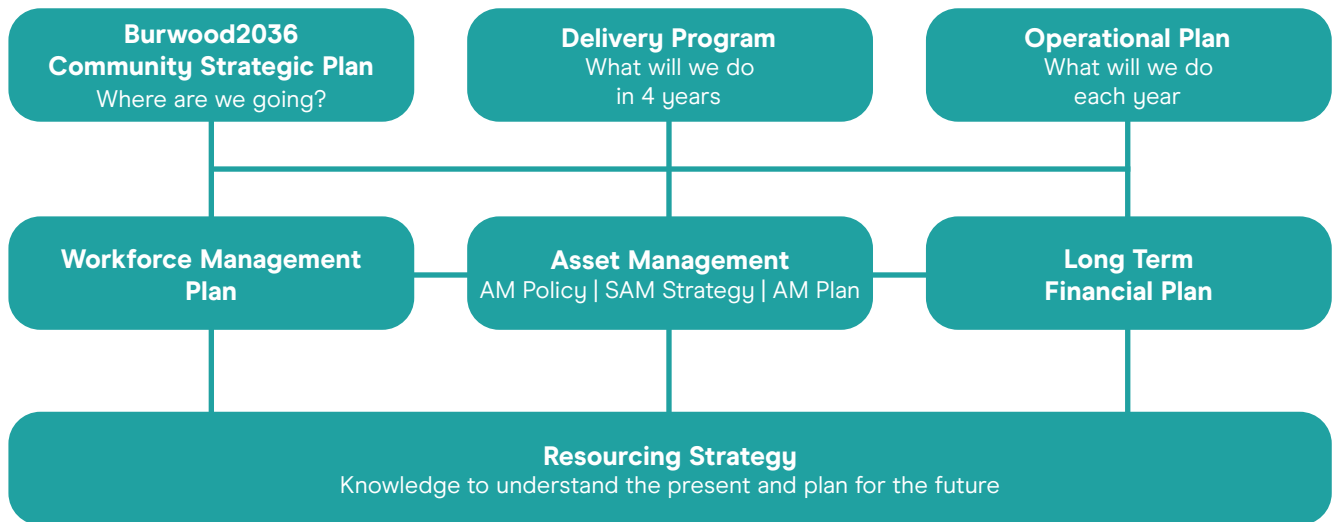 Burwood2036
Community Strategic Plan
Where are we going?
Delivery Program
What will we do
in 4 years
Operational Plan
What will we do
each year
Workforce Management
Plan
Asset Management
AM Policy | SAM Strategy | AM Plan
Long Term
Financial Plan
Resourcing Strategy
Knowledge to understand the present and plan for the future